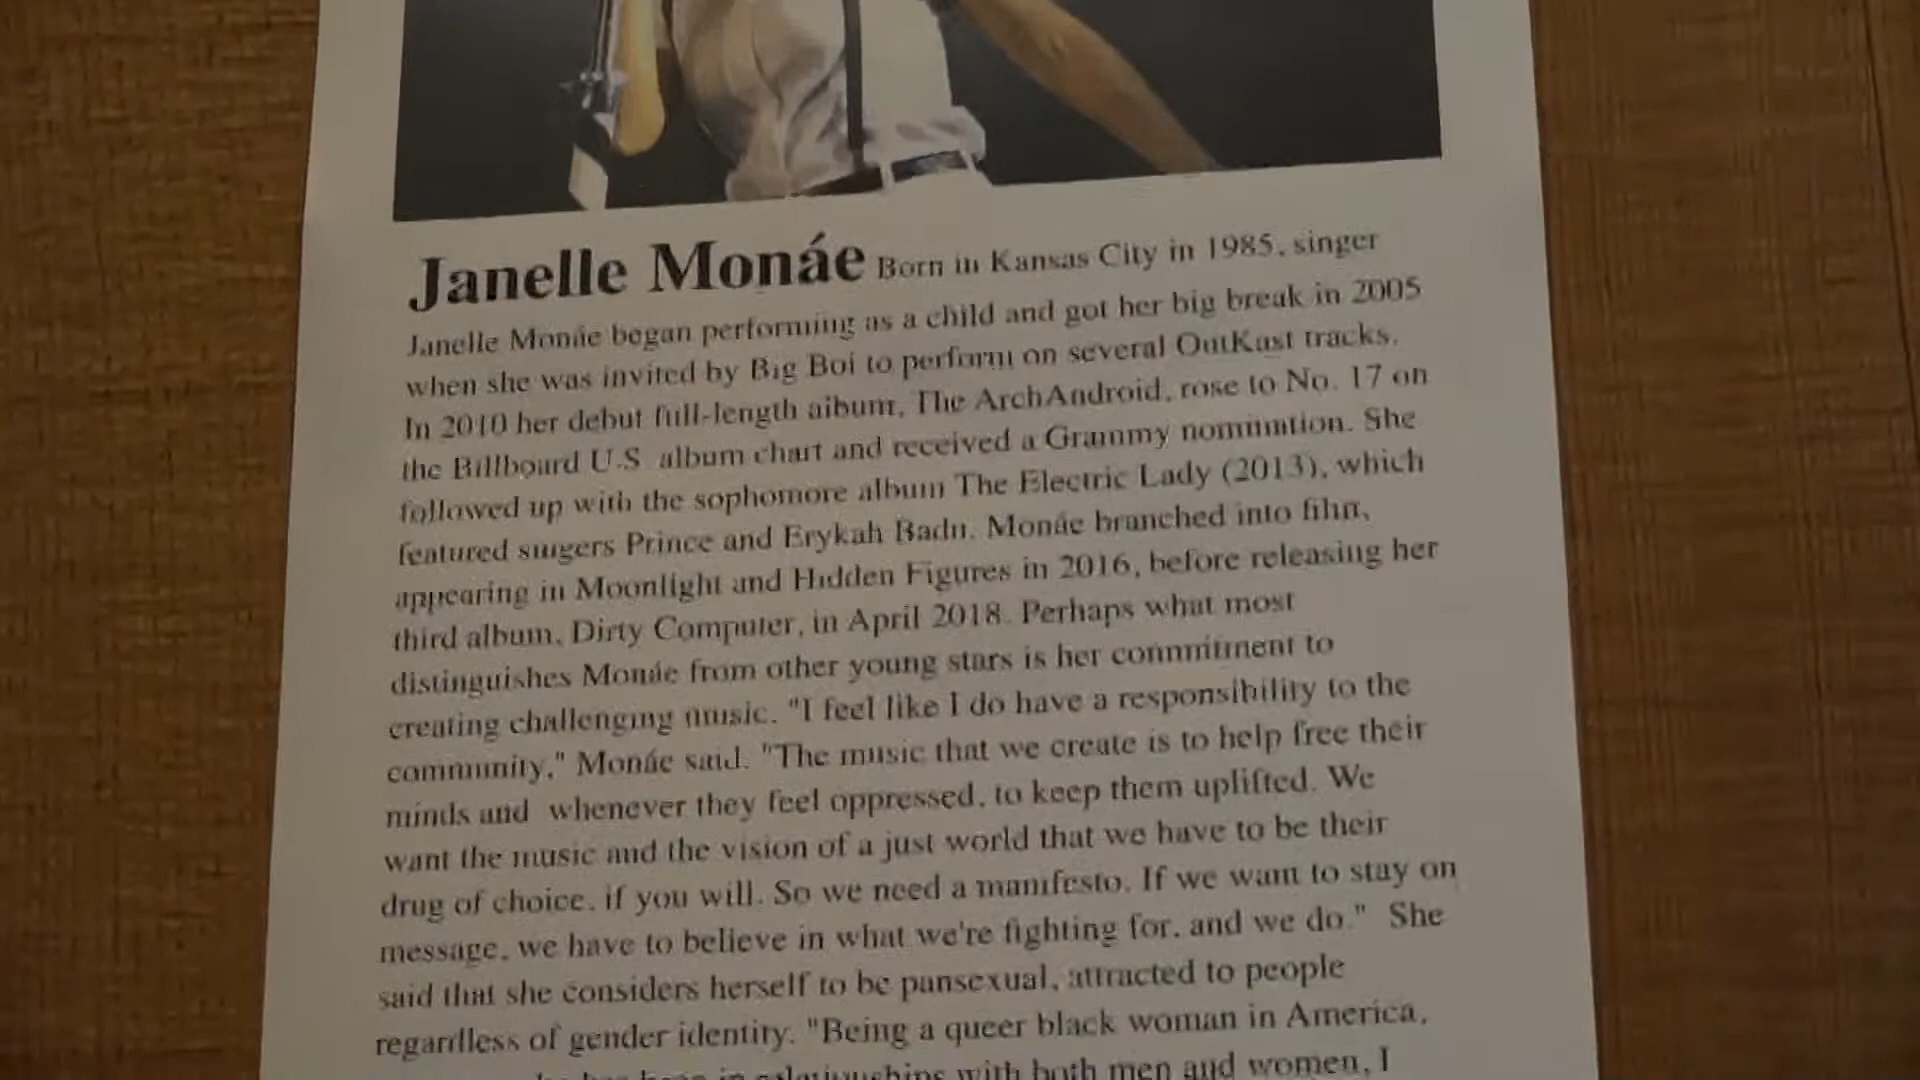 Janelle Monáe Born in Kansas City in 1985, singer
Janelle Monáe began performing as a child and got her big break in 2005
when she was invited by Big Boi to perform on several OutKast tracks.
In 2010 her debut full-length album, The ArchAndroid, rose to No. 17 on
the Billboard U.S album chart and received a Grammy nomination. She
followed up with the sophomore album The Electric Lady (2013), which
featured singers Prince and Erykah Badu. Monáe branched into film,
appearing in Moonlight and Hidden Figures in 2016, before releasing her
third album, Dirty Computer, in April 2018. Perhaps what most
distinguishes Monáe from other young stars is her commitment to
creating challenging music. "I feel like I do have a responsibility to the
community," Monáe said. "The music that we create is to help free their
minds and whenever they feel oppressed, to keep them uplifted. We
want the music and the vision of a just world that we have to be their
drug of choice, if you will. So we need a manifesto. If we want to stay on
message, we have to believe in what we're fighting for, and we do." She
said that she considers herself to be pansexual, attracted to people
regardless of gender identity. "Being a queer black woman in America,
been in relationships with both men and women, I